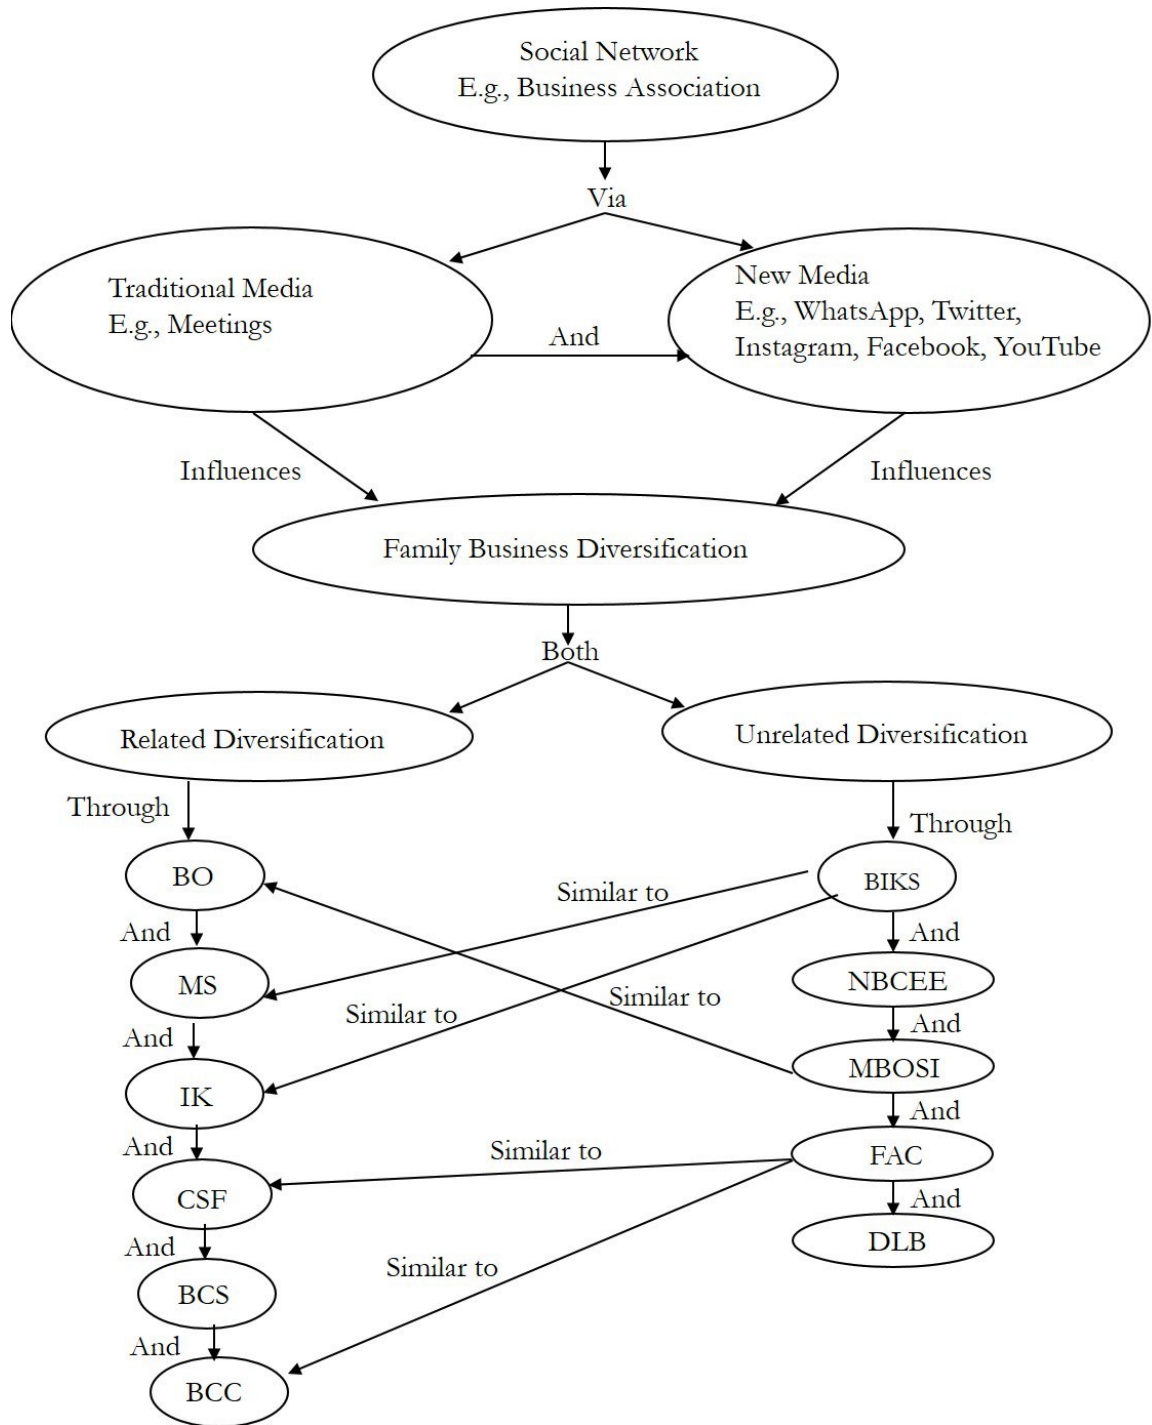 Social Network
E.g., Business Association
Via
Traditional Media
E.g., Meetings
And
New Media
E.g., WhatsApp, Twitter,
Instagram, Facebook, YouTube
Influences
Influences
Family Business Diversification
Both
Related Diversification
Unrelated Diversification
Through
Through
BO
BIKS
Similar to
And
And
MS
NBCEE
Similar to
Similar to
And
And
IK
MBOSI
And
And
Similar to
FAC
CSF
And
And
DLB
Similar to
BCS
And
BCC